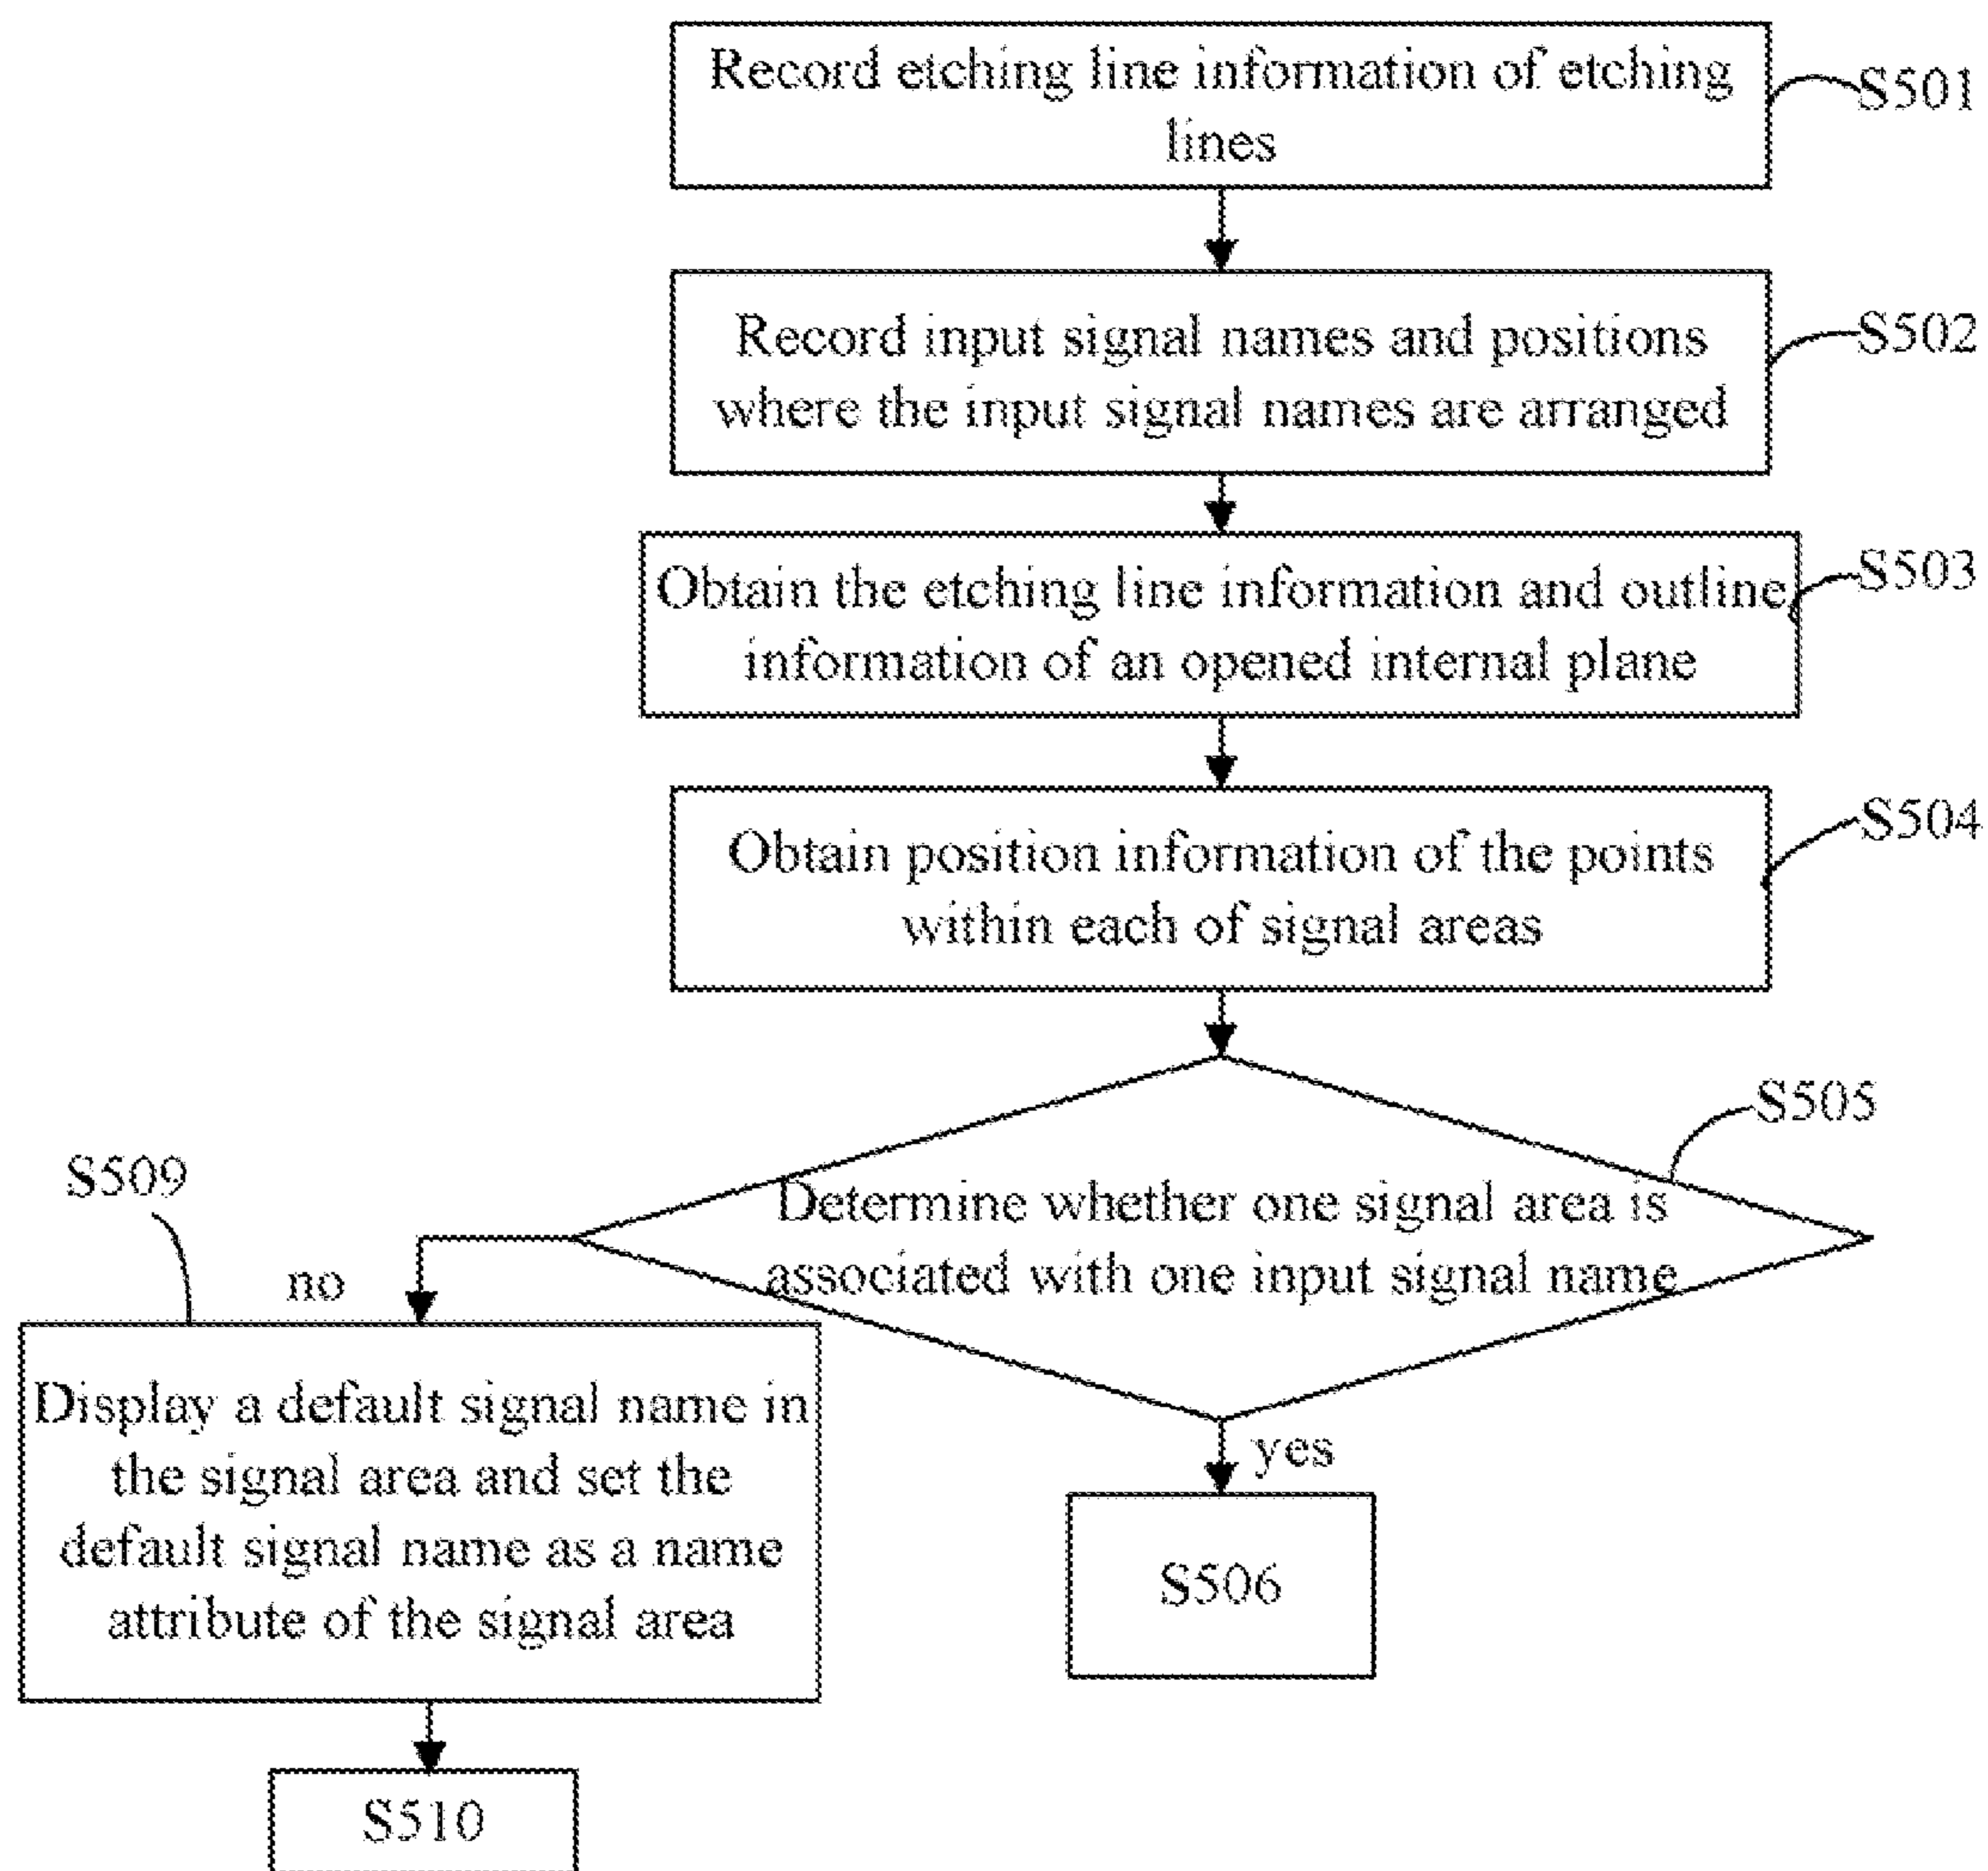 Record etching line information of etching
lines
S501
Record input signal names and positions
where the input signal names are arranged
S502
Obtain the etching line information and outline
information of an opened internal plane
S503
Obtain position information of the points
within each of signal areas
S504
Determine whether one signal area is
associated with one input signal name
S505
S509
no
Display a default signal name in
the signal area and set the
default signal name as a name
attribute of the signal area
yes
S506
S510